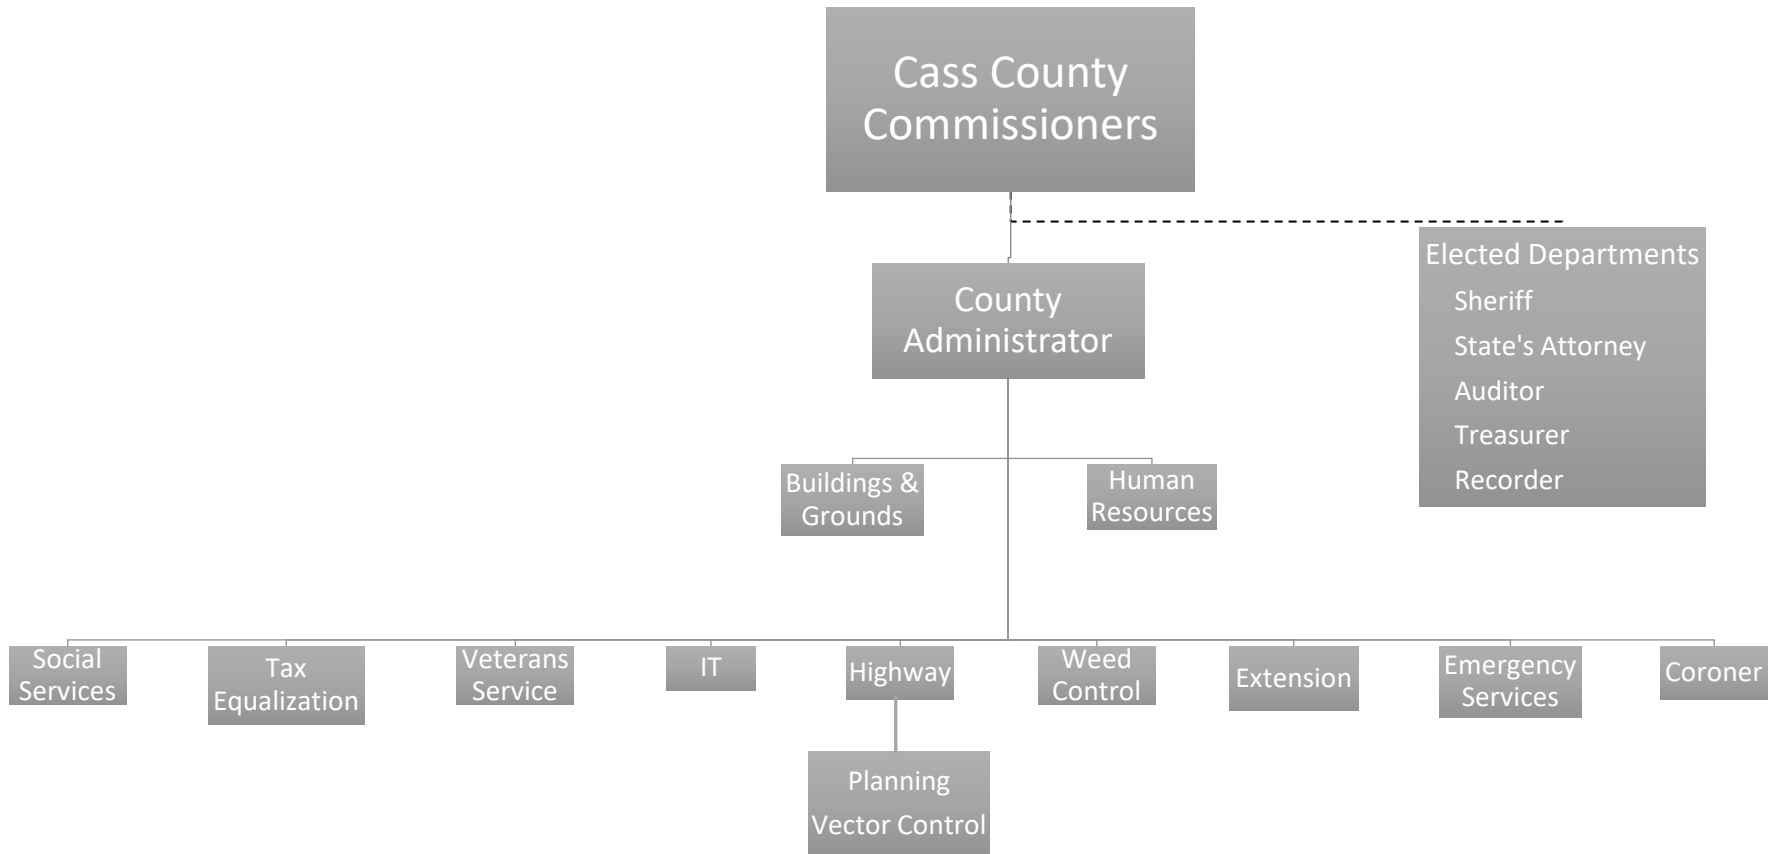 Cass County
Commissioners
County
Administrator
Elected Departments
Sheriff
State's Attorney
Auditor
Treasurer
Recorder
Buildings &
Grounds
Human
Resources
Social
Services
Tax
Equalization
Veterans
Service
IT
Highway
Weed
Control
Extension
Emergency
Services
Coroner
Planning
Vector Control